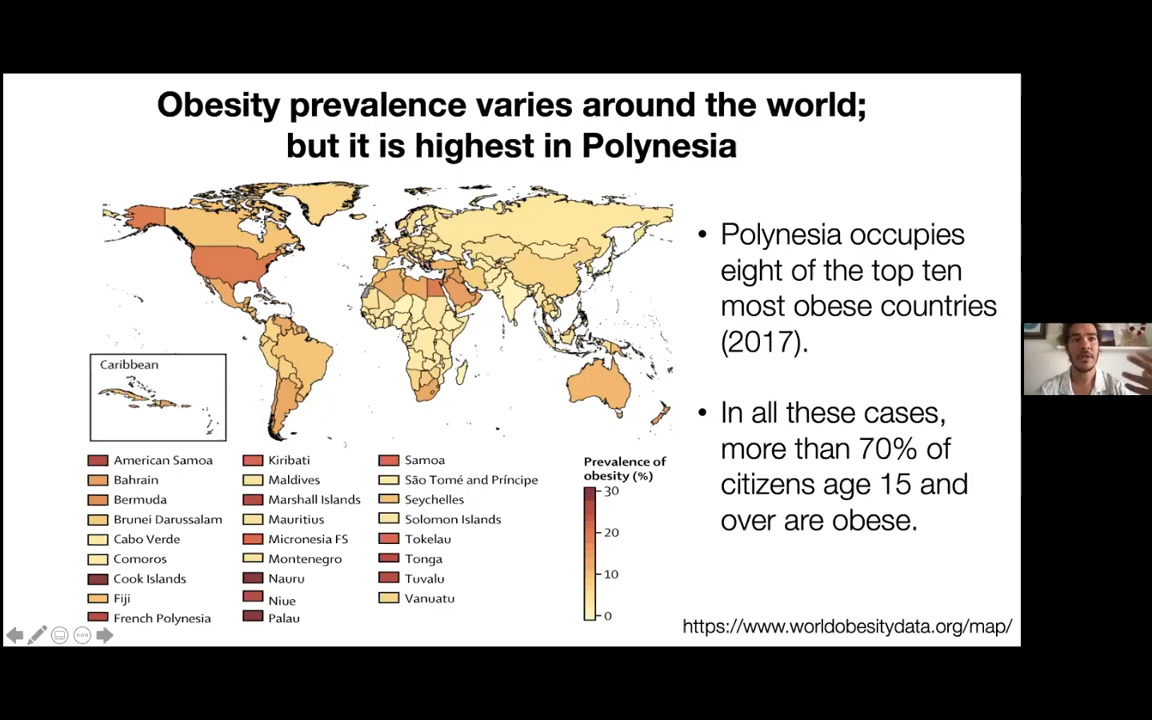 Obesity prevalence varies around the world;
but it is highest in Polynesia
• Polynesia occupies
eight of the top ten
most obese countries
(2017).
• In all these cases,
more than 70% of
citizens age 15 and
over are obese.
Caribbean
American Samoa
Bahrain
Bermuda
Brunei Darussalam
Cabo Verde
Comoros
Cook Islands
Fiji
French Polynesia
Kiribati
Maldives
Marshall Islands
Mauritius
Micronesia FS
Montenegro
Nauru
Niue
Palau
Samoa
São Tomé and Príncipe
Seychelles
Solomon Islands
Tokelau
Tonga
Tuvalu
Vanuatu
Prevalence of
obesity (%)
30
20
10
0
https://www.worldobesitydata.org/map/